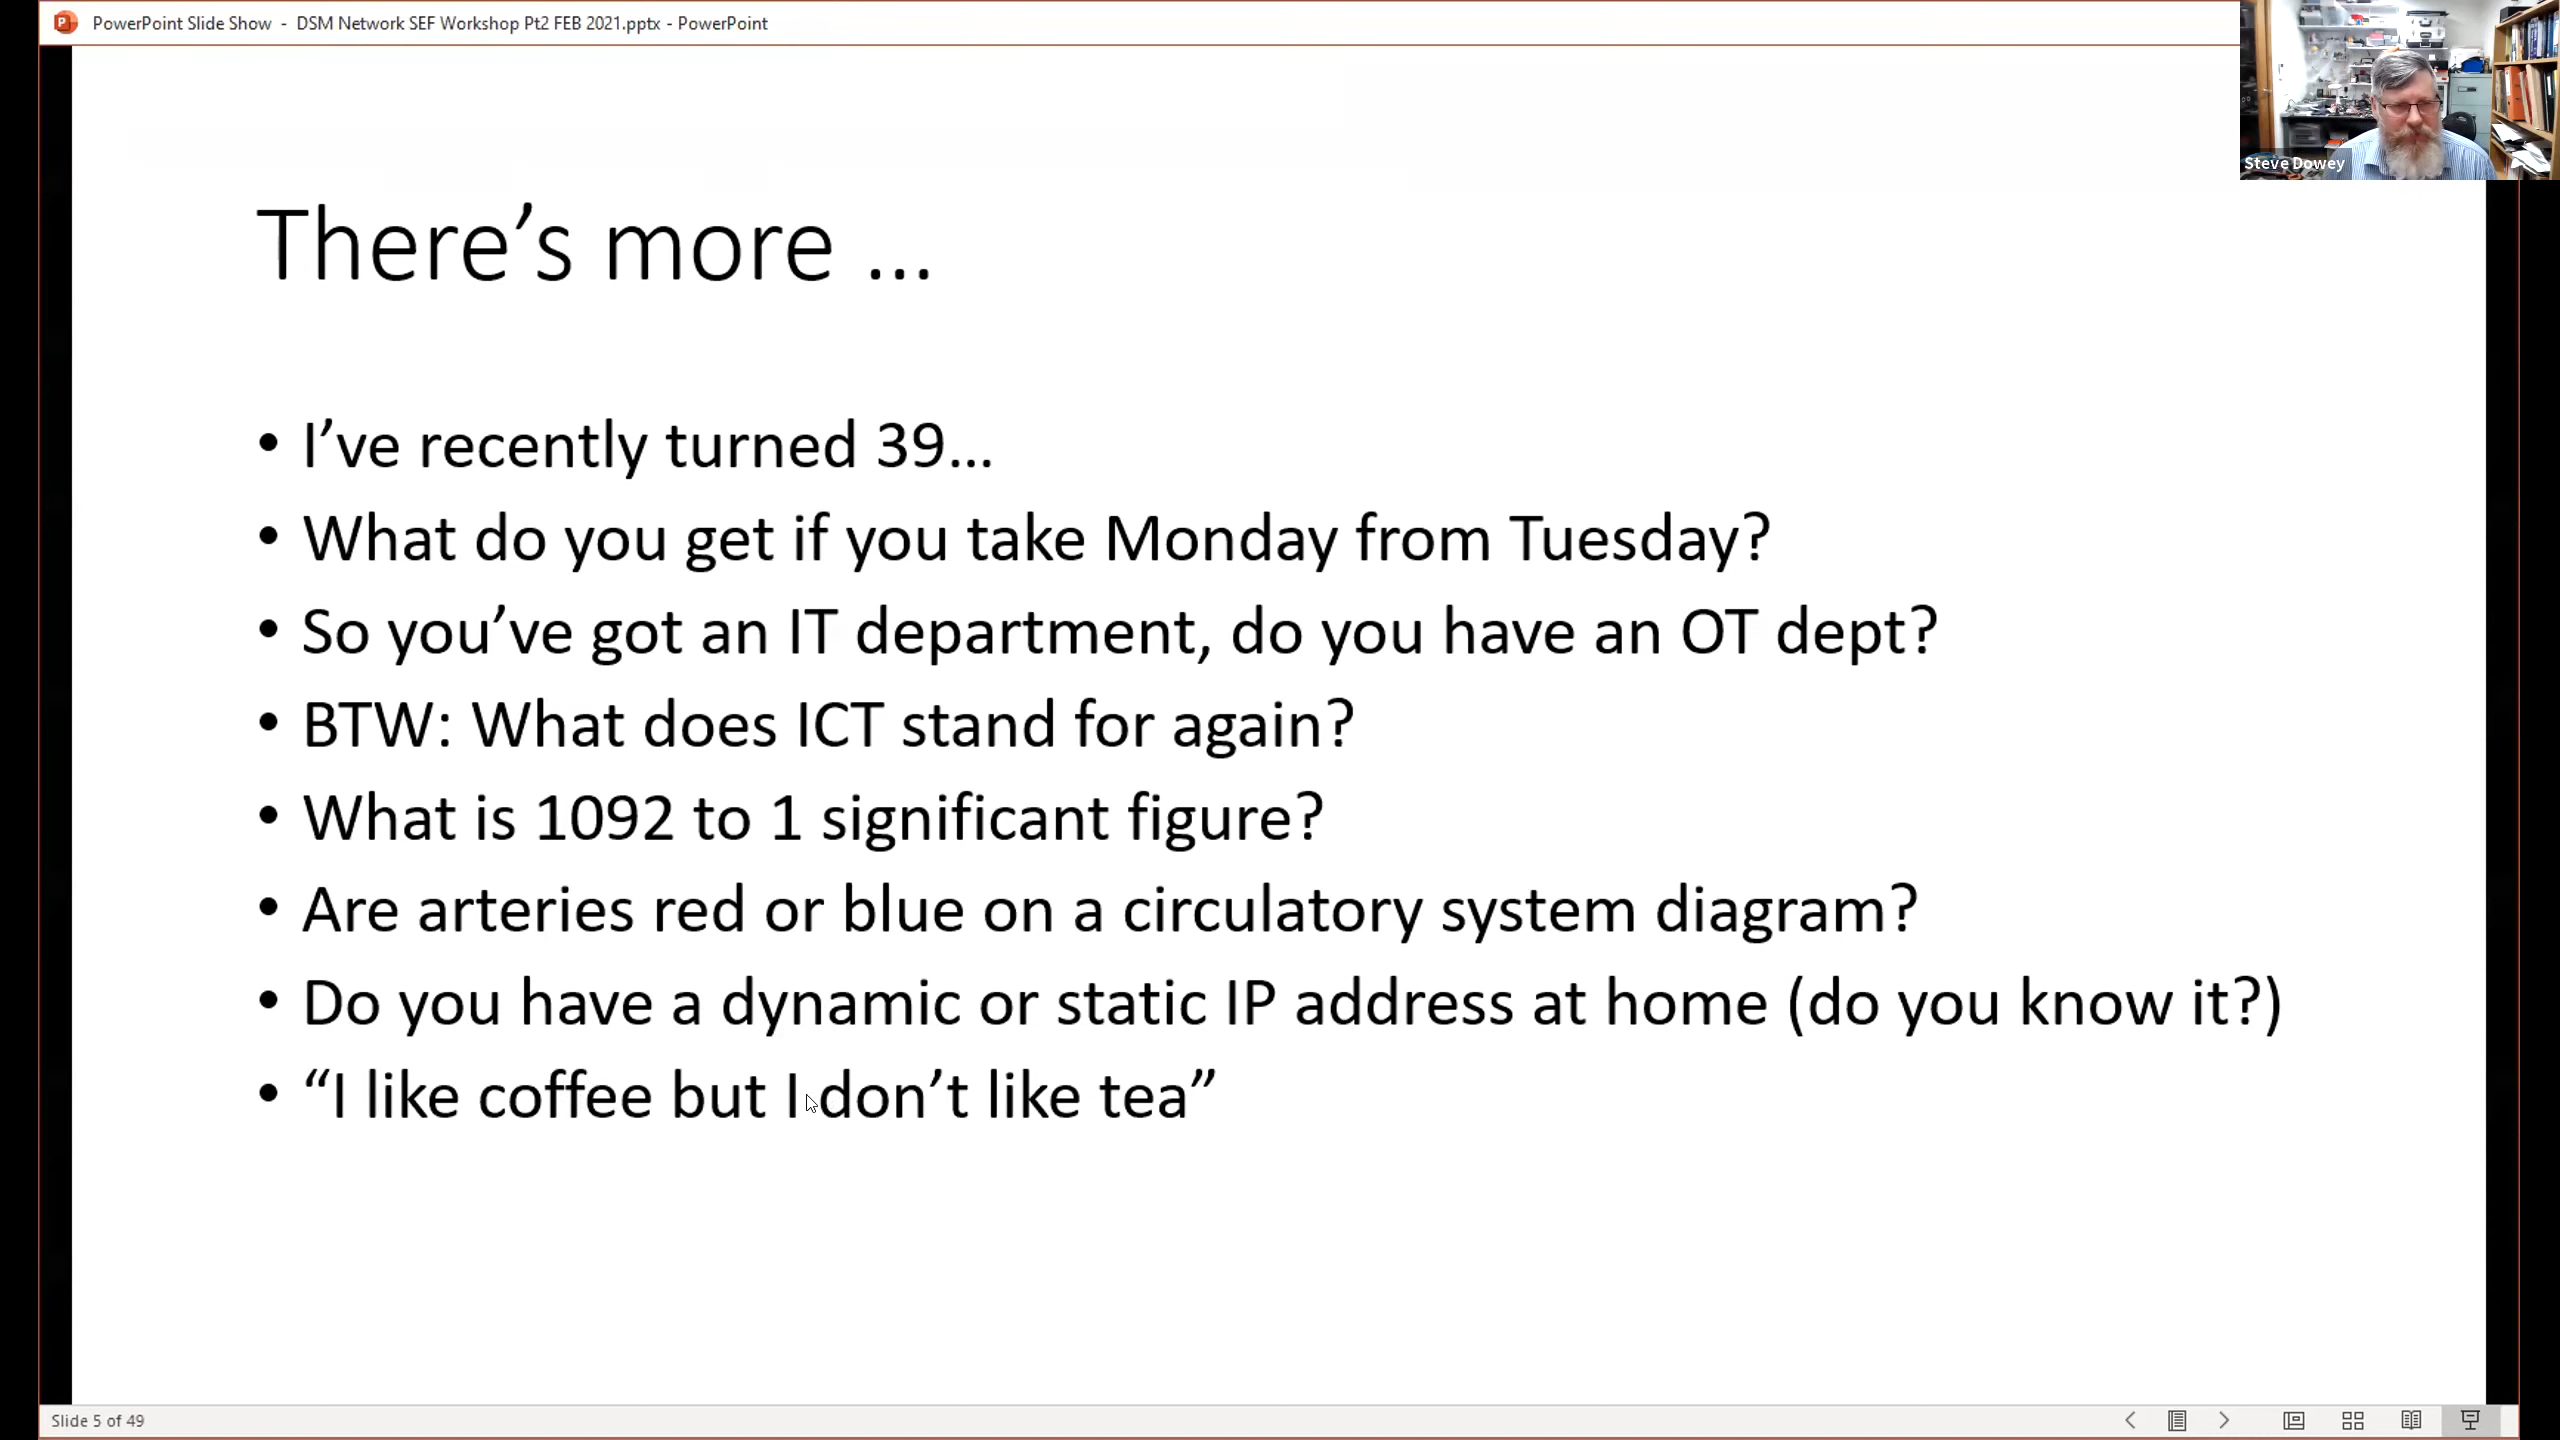 PowerPoint Slide Show - DSM Network SEF Workshop Pt2 FEB 2021.pptx - PowerPoint
Steve Dowey
There’s more ...
• I’ve recently turned 39...
• What do you get if you take Monday from Tuesday?
• So you’ve got an IT department, do you have an OT dept?
• BTW: What does ICT stand for again?
• What is 1092 to 1 significant figure?
• Are arteries red or blue on a circulatory system diagram?
• Do you have a dynamic or static IP address at home (do you know it?)
• “I like coffee but I don’t like tea”
Slide 5 of 49